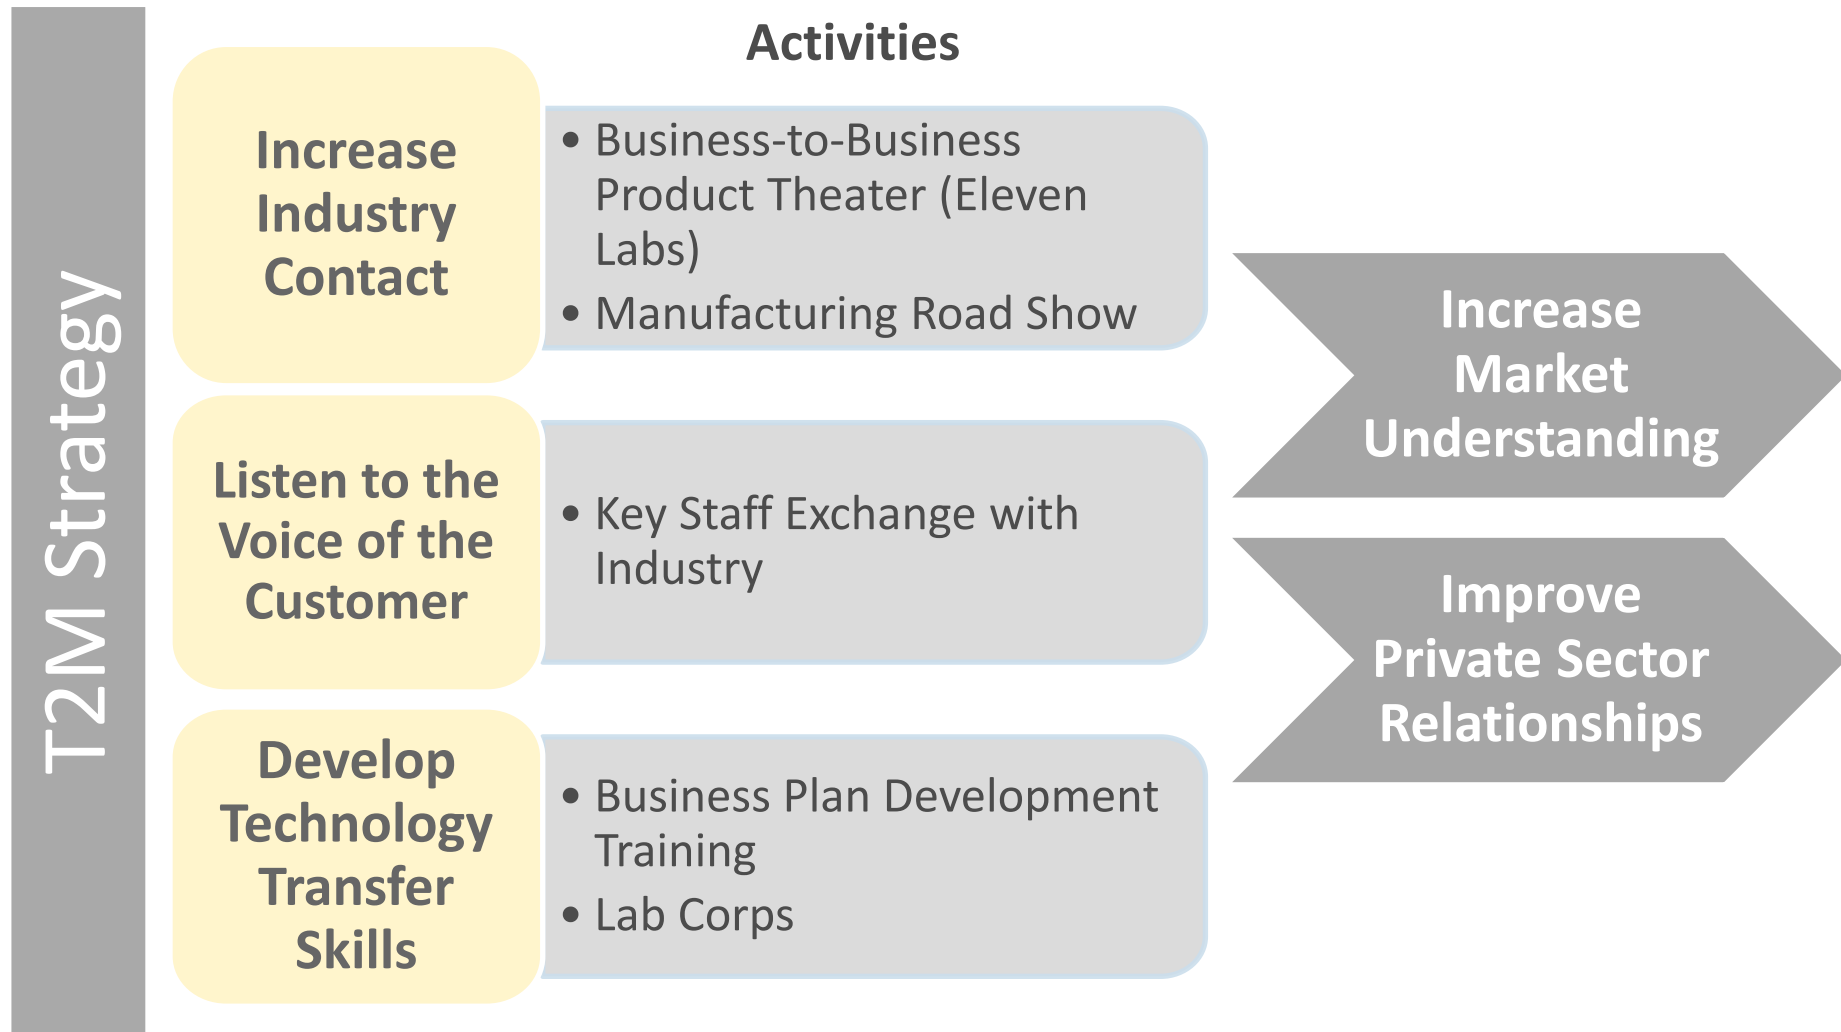 T2M Strategy
Activities
Increase
Industry
Contact
• Business-to-Business
Product Theater (Eleven
Labs)
• Manufacturing Road Show
Listen to the
Voice of the
Customer
• Key Staff Exchange with
Industry
Develop
Technology
Transfer
Skills
• Business Plan Development
Training
• Lab Corps
Increase
Market
Understanding
Improve
Private Sector
Relationships